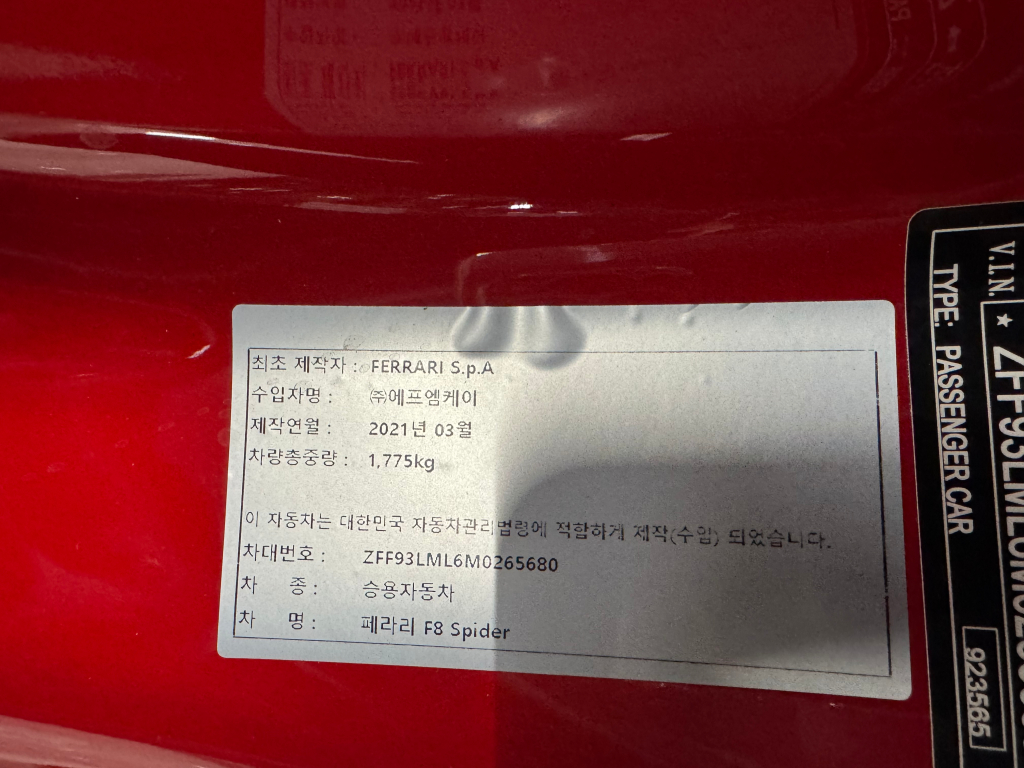 최초 제작자 : FERRARI S.p.A
수입자명 : ㈜에프엠케이
제작연월 : 2021년 03월
차량총중량 : 1,775kg
이 자동차는 대한민국 자동차관리법령에 적합하게 제작(수입) 되었습니다.
차대번호 : ZFF93LML6M0265680
차 종 : 승용자동차
차 명 : 페라리 F8 Spider
V.I.N.
TYPE: PASSENGER CAR
923565